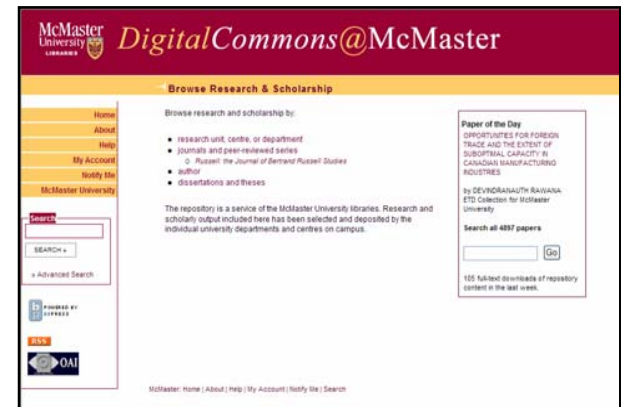 McMaster
University
LIBRARIES
DigitalCommons@McMaster
Browse Research & Scholarship
Home
About
Help
My Account
Notify Me
McMaster University
Search
SEARCH »
» Advanced Search
POWERED BY
BEPRESS
RSS
OAI
Browse research and scholarship by:
research unit, centre, or department
journals and peer-reviewed series
Russell: the Journal of Bertrand Russell Studies
author
dissertations and theses
The repository is a service of the McMaster University libraries. Research and
scholarly output included here has been selected and deposited by the
individual university departments and centres on campus.
Paper of the Day
OPPORTUNITIES FOR FOREIGN
TRADE AND THE EXTENT OF
SUBOPTIMAL CAPACITY IN
CANADIAN MANUFACTURING
INDUSTRIES
by DEVINDRANAUTH RAWANA
ETD Collection for McMaster
University
Search all 4897 papers
Go
105 full-text downloads of repository
content in the last week.
McMaster: Home | About | Help | My Account | Notify Me | Search